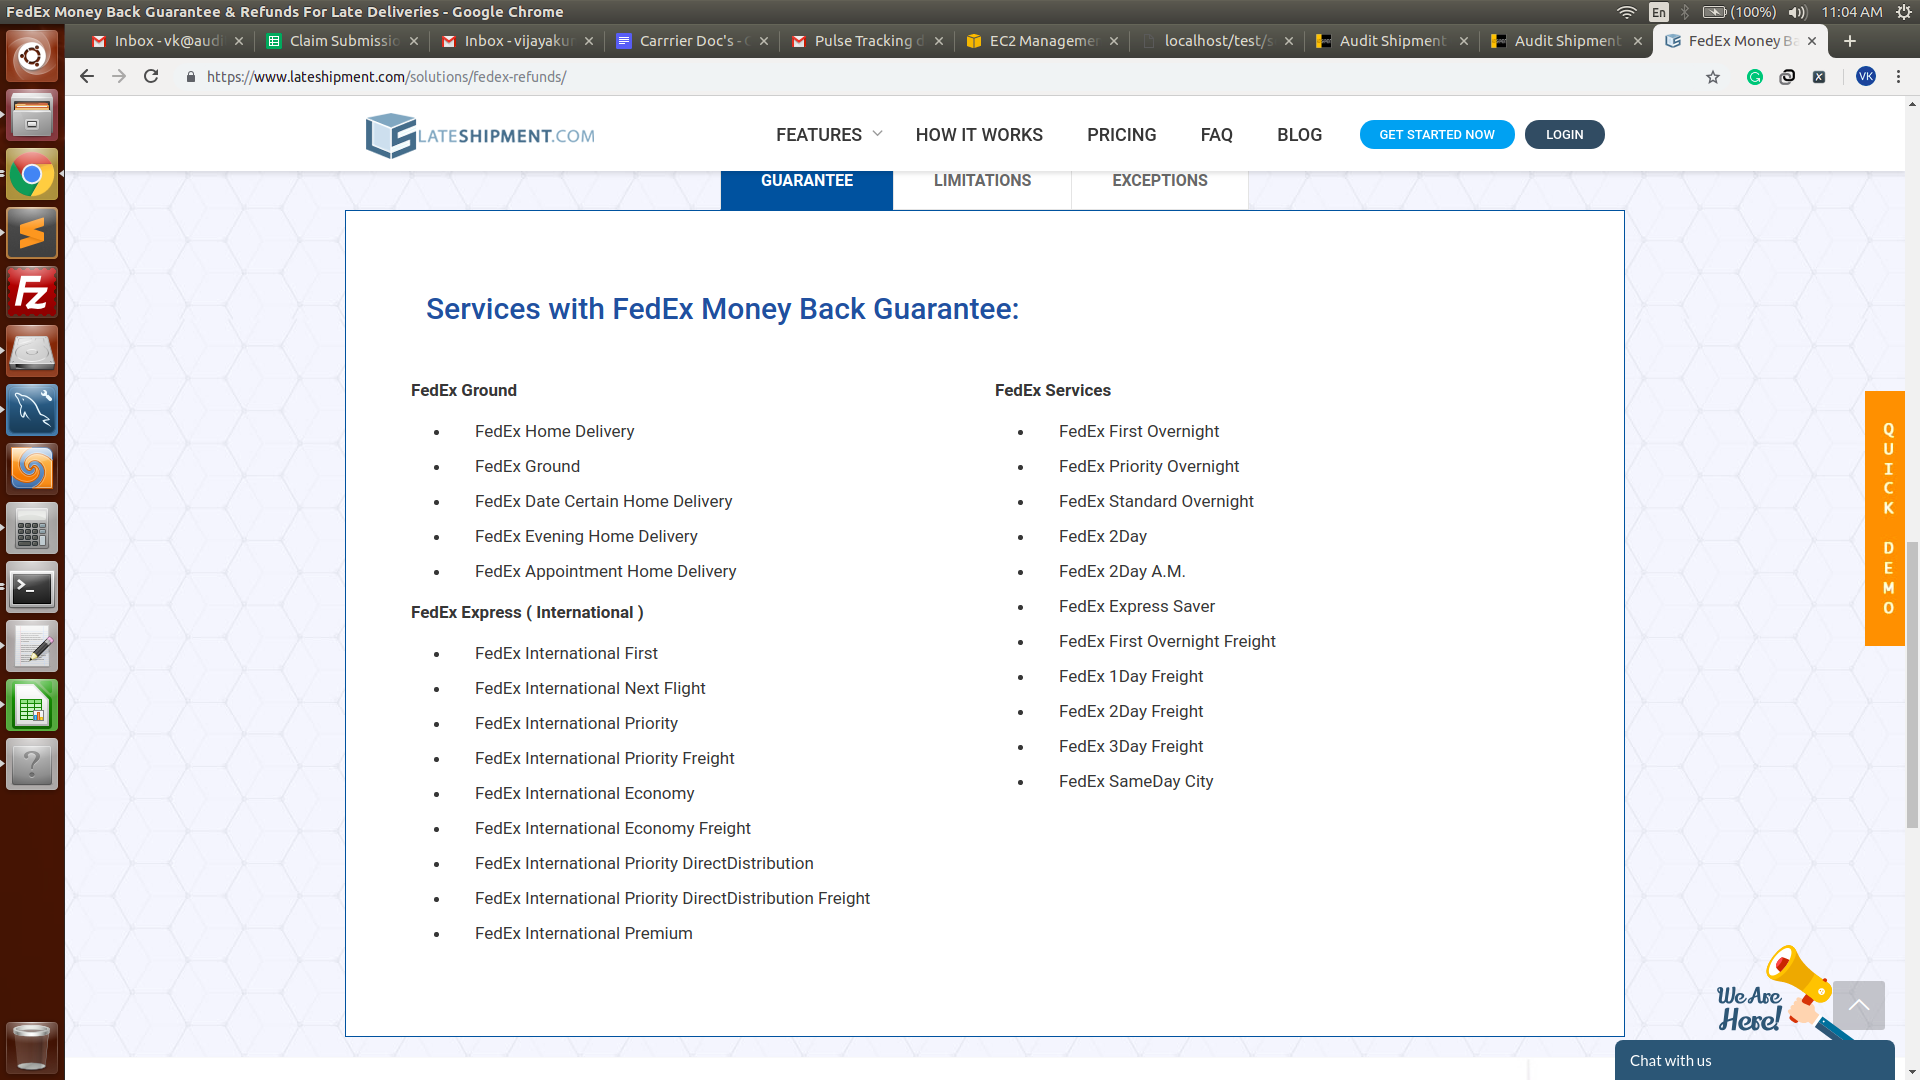 FedEx Money Back Guarantee & Refunds For Late Deliveries - Google Chrome
En
(100%)
11:04 AM
Inbox - vk@audi
Claim Submissio
Inbox - vijayakur
Carrrier Doc's - G
Pulse Tracking d
EC2 Managemen
localhost/test/s
Audit Shipment
Audit Shipment
FedEx Money Ba
https://www.lateshipment.com/solutions/fedex-refunds/
VK
LATESHIPMENT.COM
FEATURES
HOW IT WORKS
PRICING
FAQ
BLOG
GET STARTED NOW
LOGIN
GUARANTEE
LIMITATIONS
EXCEPTIONS
Services with FedEx Money Back Guarantee:
FedEx Ground
FedEx Home Delivery
FedEx Ground
FedEx Date Certain Home Delivery
FedEx Evening Home Delivery
FedEx Appointment Home Delivery
FedEx Express ( International )
FedEx International First
FedEx International Next Flight
FedEx International Priority
FedEx International Priority Freight
FedEx International Economy
FedEx International Economy Freight
FedEx International Priority DirectDistribution
FedEx International Priority DirectDistribution Freight
FedEx International Premium
FedEx Services
FedEx First Overnight
FedEx Priority Overnight
FedEx Standard Overnight
FedEx 2Day
FedEx 2Day A.M.
FedEx Express Saver
FedEx First Overnight Freight
FedEx 1Day Freight
FedEx 2Day Freight
FedEx 3Day Freight
FedEx SameDay City
QUICK DEMO
We Are
Here!
Chat with us